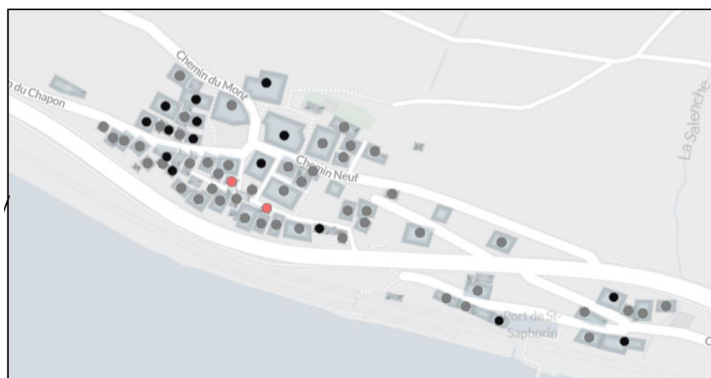 Chemin du Mont
n du Chapon
La Salenche
Chemin Neuf
Port de St-
Saphorin
C